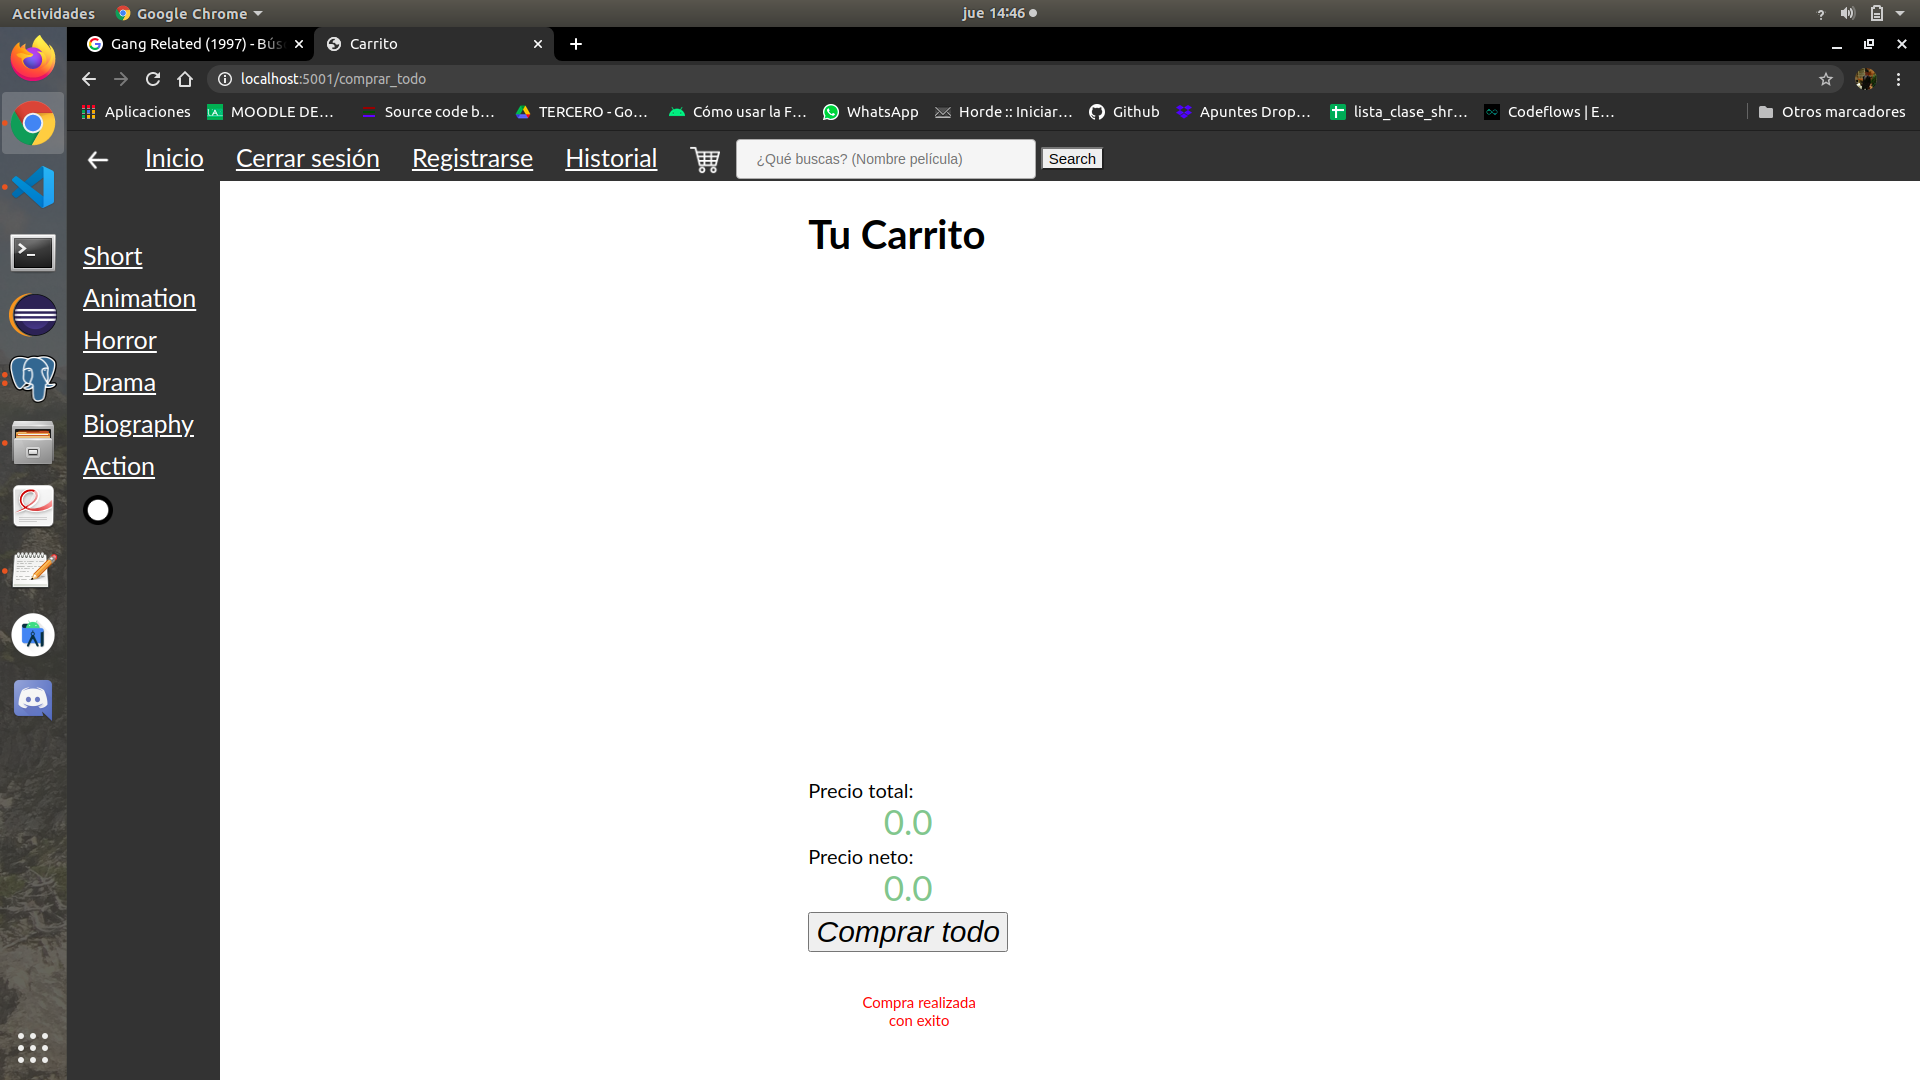 Actividades
Google Chrome
jue 14:46
Gang Related (1997) - Bús
Carrito
localhost:5001/comprar_todo
Aplicaciones
MOODLE DE...
Source code b...
TERCERO - Go...
Cómo usar la F...
WhatsApp
Horde :: Iniciar...
Github
Apuntes Drop...
lista_clase_shr...
Codeflows | E...
Otros marcadores
Inicio
Cerrar sesión
Registrarse
Historial
¿Qué buscas? (Nombre película)
Search
Short
Animation
Horror
Drama
Biography
Action
Tu Carrito
Precio total:
0.0
Precio neto:
0.0
Comprar todo
Compra realizada
con exito